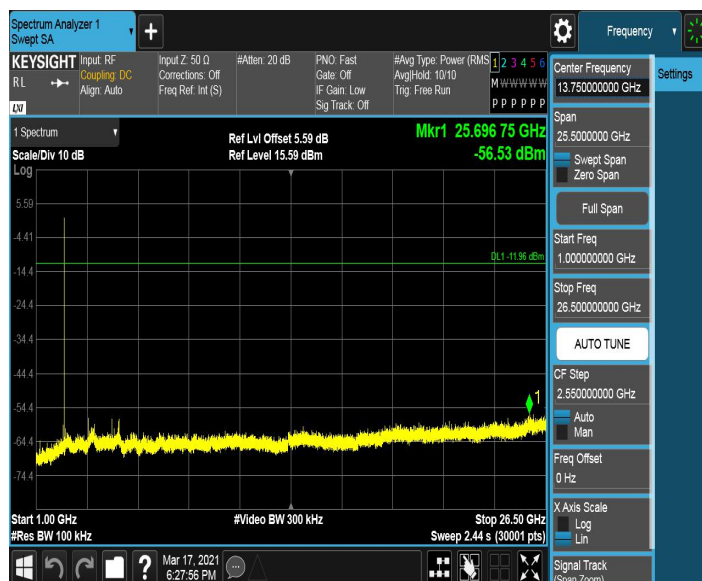 Spectrum Analyzer 1
Swept SA
+
Frequency
KEYSIGHT
RL
LXI
Input: RF
Coupling: DC
Align: Auto
Input Z: 50 Ω
Corrections: Off
Freq Ref: Int (S)
#Atten: 20 dB
PNO: Fast
Gate: Off
IF Gain: Low
Sig Track: Off
#Avg Type: Power (RMS
Avg|Hold: 10/10
Trig: Free Run
1 2 3 4 5 6
M W W W W W
P P P P P P
1 Spectrum
Scale/Div 10 dB
Log
Ref Lvl Offset 5.59 dB
Ref Level 15.59 dBm
Mkr1 25.696 75 GHz
-56.53 dBm
5.59
-4.41
DL1 -11.96 dBm
-14.4
-24.4
-34.4
-44.4
-54.4
1
-64.4
-74.4
Start 1.00 GHz
#Res BW 100 kHz
#Video BW 300 kHz
Stop 26.50 GHz
Sweep 2.44 s (30001 pts)
Mar 17, 2021
6:27:56 PM
?
Center Frequency
13.750000000 GHz
Settings
Span
25.5000000 GHz
Swept Span
Zero Span
Full Span
Start Freq
1.000000000 GHz
Stop Freq
26.500000000 GHz
AUTO TUNE
CF Step
2.550000000 GHz
Auto
Man
Freq Offset
0 Hz
X Axis Scale
Log
Lin
Signal Track
(Span Zoom)